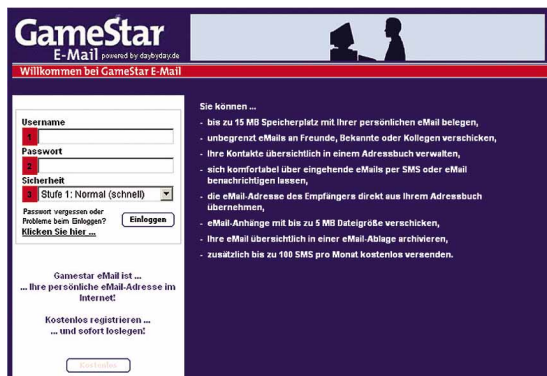 GameStar
E-Mail powered by daybyday.de
Willkommen bei GameStar E-Mail
Username
1
Passwort
2
Sicherheit
3 Stufe 1: Normal (schnell)
Passwort vergessen oder
Probleme beim Einloggen?
Klicken Sie hier ...
Einloggen
Gamestar eMail ist ...
... Ihre persönliche eMail-Adresse im
Internet!
Kostenlos registrieren ...
... und sofort loslegen!
Kostenlos
Sie können ...
- bis zu 15 MB Speicherplatz mit Ihrer persönlichen eMail belegen,
- unbegrenzt eMails an Freunde, Bekannte oder Kollegen verschicken,
- Ihre Kontakte übersichtlich in einem Adressbuch verwalten,
- sich komfortabel über eingehende eMails per SMS oder eMail
benachrichtigen lassen,
- die eMail-Adresse des Empfängers direkt aus Ihrem Adressbuch
übernehmen,
- eMail-Anhänge mit bis zu 5 MB Dateigröße verschicken,
- Ihre eMail übersichtlich in einer eMail-Ablage archivieren,
- zusätzlich bis zu 100 SMS pro Monat kostenlos versenden.